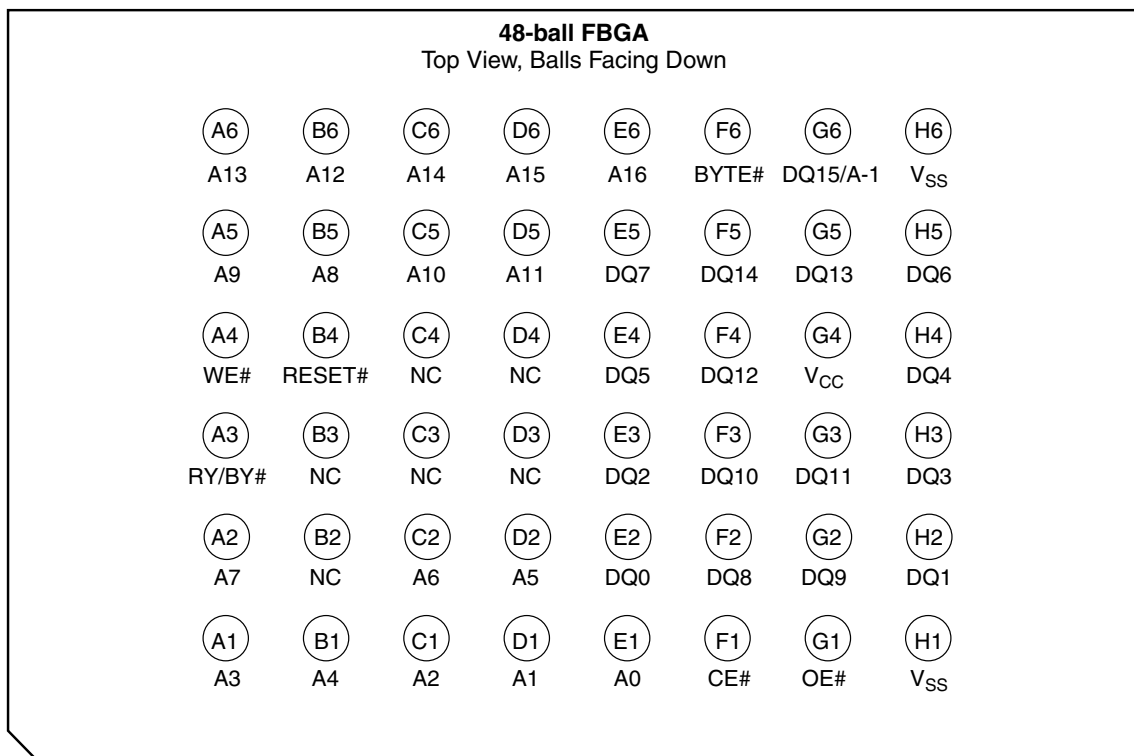 48-ball FBGA
Top View, Balls Facing Down
A6 B6 C6 D6 E6 F6 G6 H6
A13 A12 A14 A15 A16 BYTE# DQ15/A-1 VSS
A5 B5 C5 D5 E5 F5 G5 H5
A9 A8 A10 A11 DQ7 DQ14 DQ13 DQ6
A4 B4 C4 D4 E4 F4 G4 H4
WE# RESET# NC NC DQ5 DQ12 VCC DQ4
A3 B3 C3 D3 E3 F3 G3 H3
RY/BY# NC NC NC DQ2 DQ10 DQ11 DQ3
A2 B2 C2 D2 E2 F2 G2 H2
A7 NC A6 A5 DQ0 DQ8 DQ9 DQ1
A1 B1 C1 D1 E1 F1 G1 H1
A3 A4 A2 A1 A0 CE# OE# VSS